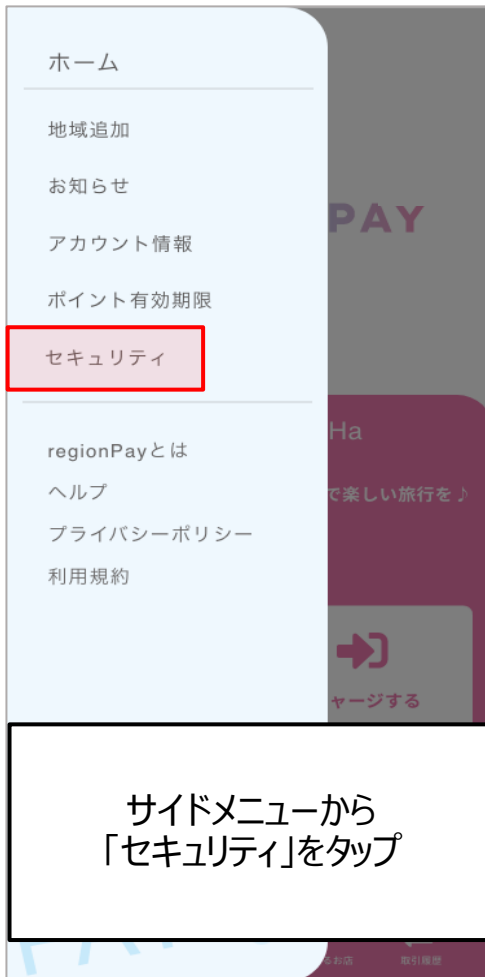 ホーム
地域追加
お知らせ
PAY
アカウント情報
ポイント有効期限
セキュリティ
Ha
regionPayとは
ヘルプ
で楽しい旅行を♪
プライバシーポリシー
利用規約
ャージする
サイドメニューから
「セキュリティ」をタップ
PAY
るお店
取引履歴